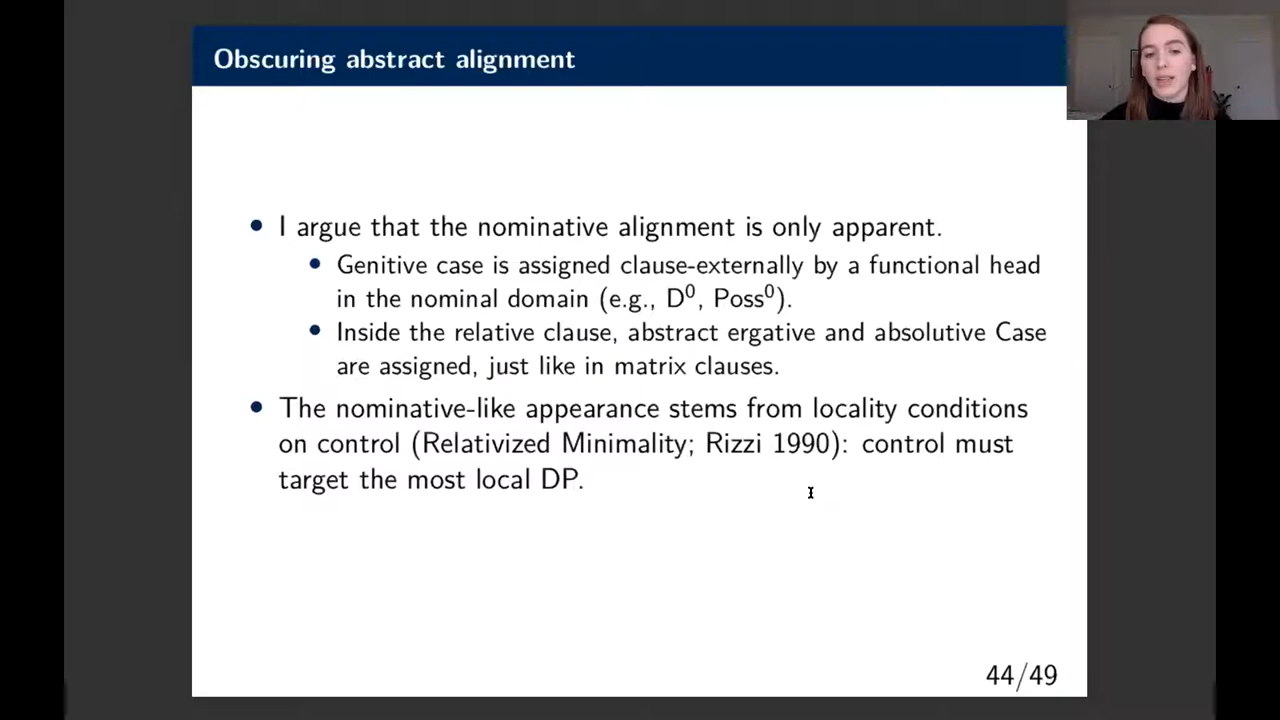 Obscuring abstract alignment
• I argue that the nominative alignment is only apparent.
• Genitive case is assigned clause-externally by a functional head
in the nominal domain (e.g., D⁰, Poss⁰).
• Inside the relative clause, abstract ergative and absolutive Case
are assigned, just like in matrix clauses.
• The nominative-like appearance stems from locality conditions
on control (Relativized Minimality; Rizzi 1990): control must
target the most local DP.
44/49